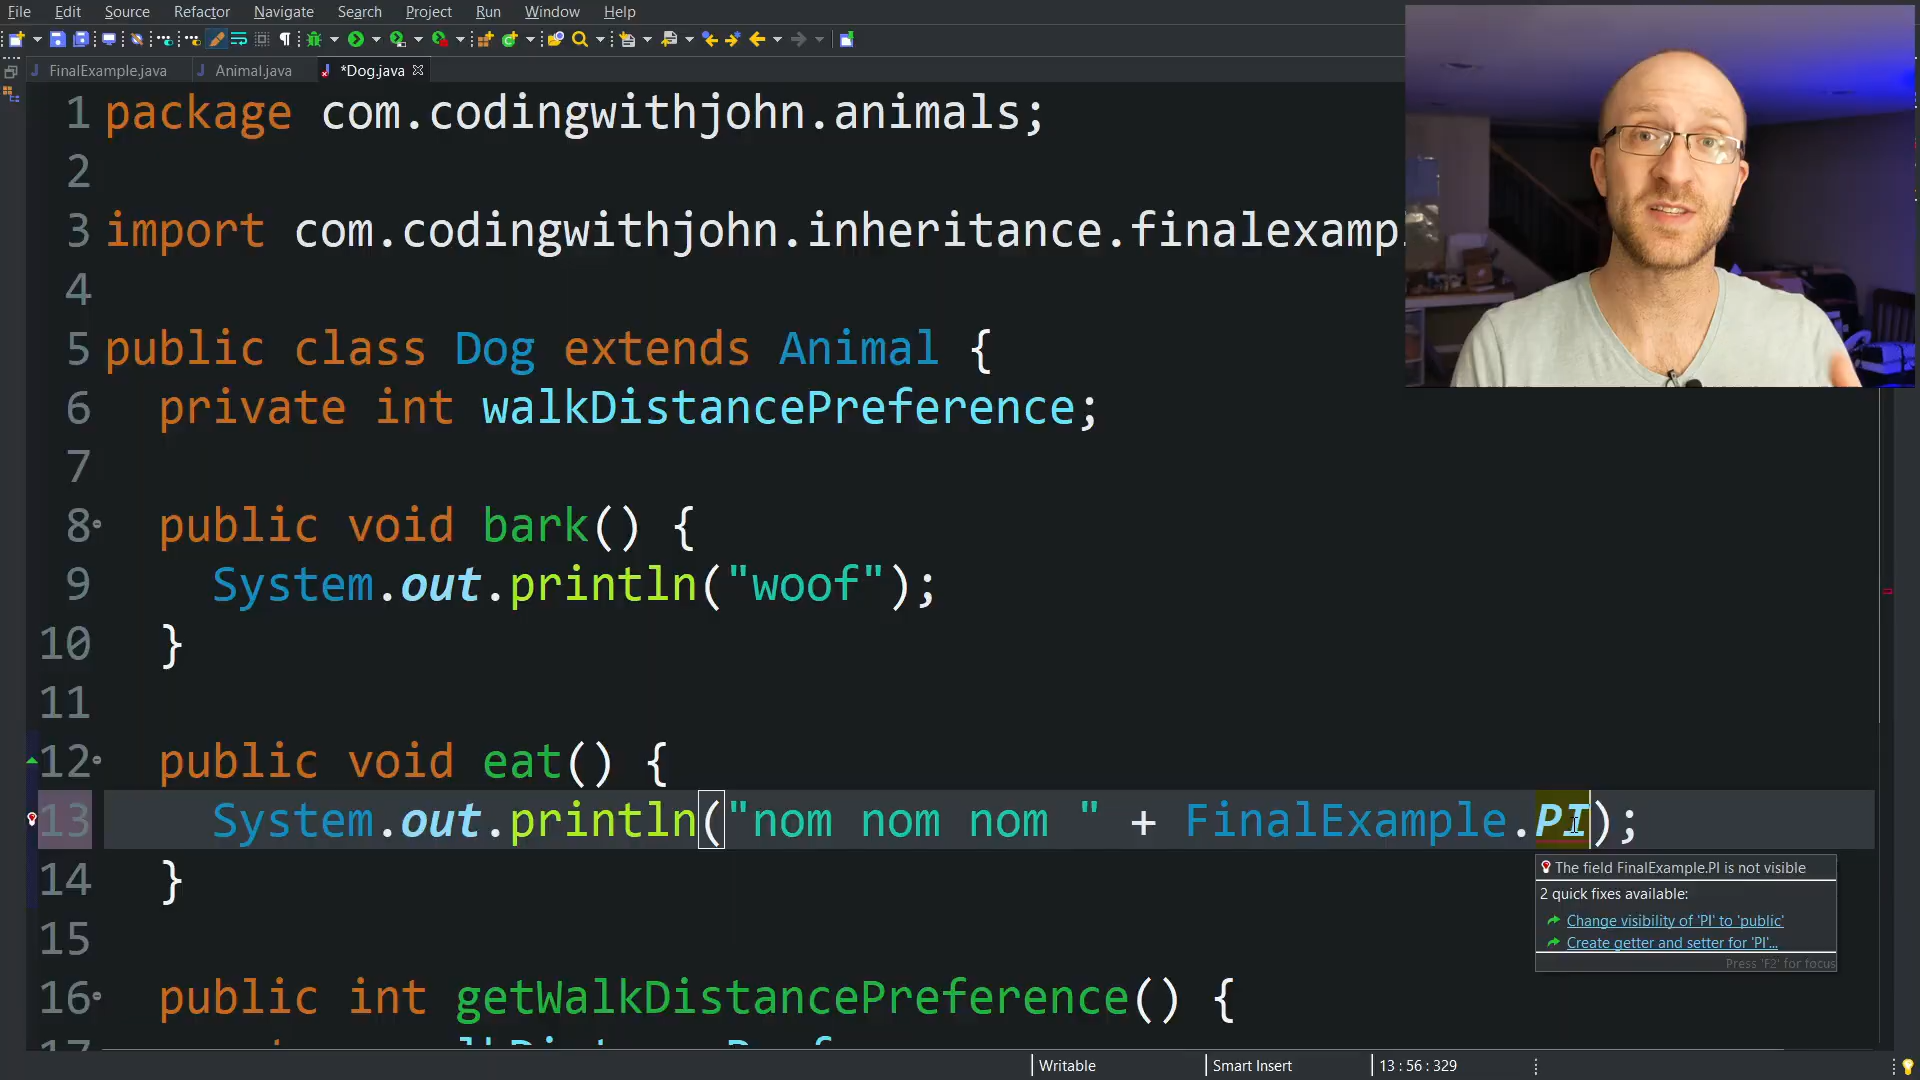 File Edit Source Refactor Navigate Search Project Run Window Help
FinalExample.java Animal.java *Dog.java
1 package com.codingwithjohn.animals;
2
3 import com.codingwithjohn.inheritance.finalexamp
4
5 public class Dog extends Animal {
6 private int walkDistancePreference;
7
8 public void bark() {
9 System.out.println("woof");
10 }
11
12 public void eat() {
13 System.out.println("nom nom nom " + FinalExample.PI);
The field FinalExample.PI is not visible
14 }
2 quick fixes available:
Change visibility of 'PI' to 'public'
15
Create getter and setter for 'PI'...
Press 'F2' for focus
16 public int getWalkDistancePreference() {
Writable Smart Insert 13 : 56 : 329